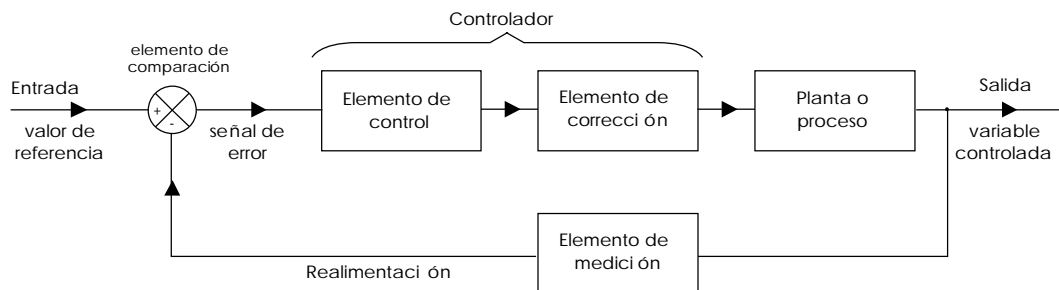 Controlador
elemento de
comparación
Entrada
valor de
referencia
+
-
señal de
error
Elemento de
control
Elemento de
correcci ón
Planta o
proceso
Salida
variable
controlada
Elemento de
medici ón
Realimentaci ón